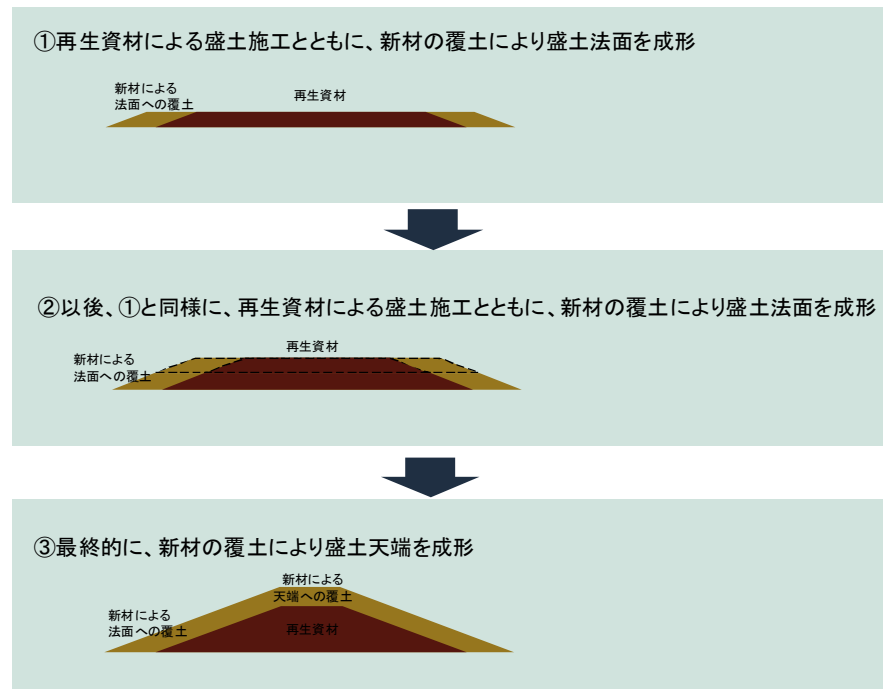 ①再生資材による盛土施工とともに、新材の覆土により盛土法面を成形
新材による
法面への覆土
再生資材
②以後、①と同様に、再生資材による盛土施工とともに、新材の覆土により盛土法面を成形
新材による
法面への覆土
再生資材
③最終的に、新材の覆土により盛土天端を成形
新材による
天端への覆土
新材による
法面への覆土
再生資材